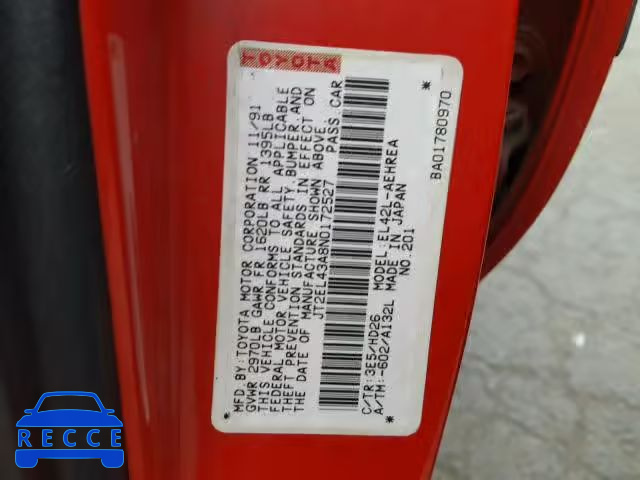 TOYOTA
MFD.BY:TOYOTA MOTOR CORPORATION 11/91
GVWR 2970LB GAWR FR 1620LB RR 1395LB
THIS VEHICLE CONFORMS TO ALL APPLICABLE
FEDERAL MOTOR VEHICLE SAFETY,BUMPER,AND
THEFT PREVENTION STANDARDS IN EFFECT ON
THE DATE OF MANUFACTURE SHOWN ABOVE.
JT2EL43A8N0172527 PASS.CAR
* *
C/TR:3E5/HD26 MODEL:EL42L-AEHREA
A/TM:-602/A132L MADE IN JAPAN
* NO.201
BA01780970
RECCE